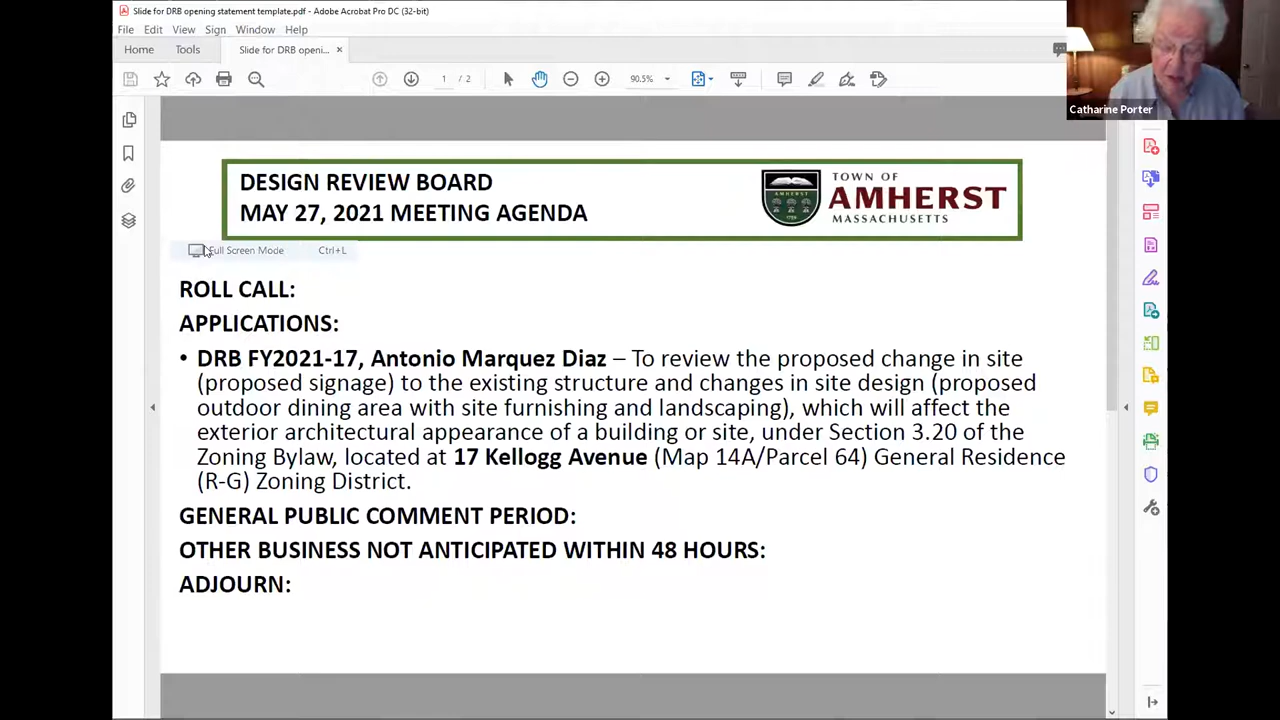 Slide for DRB opening statement template.pdf - Adobe Acrobat Pro DC (32-bit)
File Edit View Sign Window Help
Home Tools Slide for DRB openi... ×
1 / 2 90.5%
Catharine Porter
DESIGN REVIEW BOARD
MAY 27, 2021 MEETING AGENDA
TOWN OF
AMHERST
MASSACHUSETTS
AMHERST
Full Screen Mode Ctrl+L
ROLL CALL:
APPLICATIONS:
• DRB FY2021-17, Antonio Marquez Diaz – To review the proposed change in site
(proposed signage) to the existing structure and changes in site design (proposed
outdoor dining area with site furnishing and landscaping), which will affect the
exterior architectural appearance of a building or site, under Section 3.20 of the
Zoning Bylaw, located at 17 Kellogg Avenue (Map 14A/Parcel 64) General Residence
(R-G) Zoning District.
GENERAL PUBLIC COMMENT PERIOD:
OTHER BUSINESS NOT ANTICIPATED WITHIN 48 HOURS:
ADJOURN: